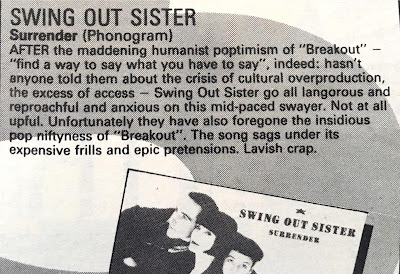 SWING OUT SISTER
Surrender (Phonogram)
AFTER the maddening humanist poptimism of "Breakout" –
"find a way to say what you have to say", indeed: hasn't
anyone told them about the crisis of cultural overproduction,
the excess of access – Swing Out Sister go all langorous and
reproachful and anxious on this mid-paced swayer. Not at all
upful. Unfortunately they have also foregone the insidious
pop niftyness of "Breakout". The song sags under its
expensive frills and epic pretensions. Lavish crap.
SWING OUT SISTER
SURRENDER